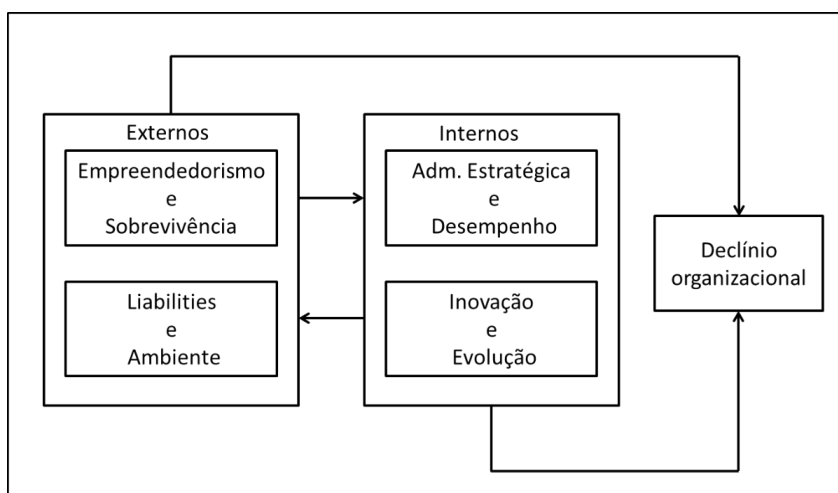 Externos
Empreendedorismo
e
Sobrevivência
Liabilities
e
Ambiente
Internos
Adm. Estratégica
e
Desempenho
Inovação
e
Evolução
Declínio
organizacional